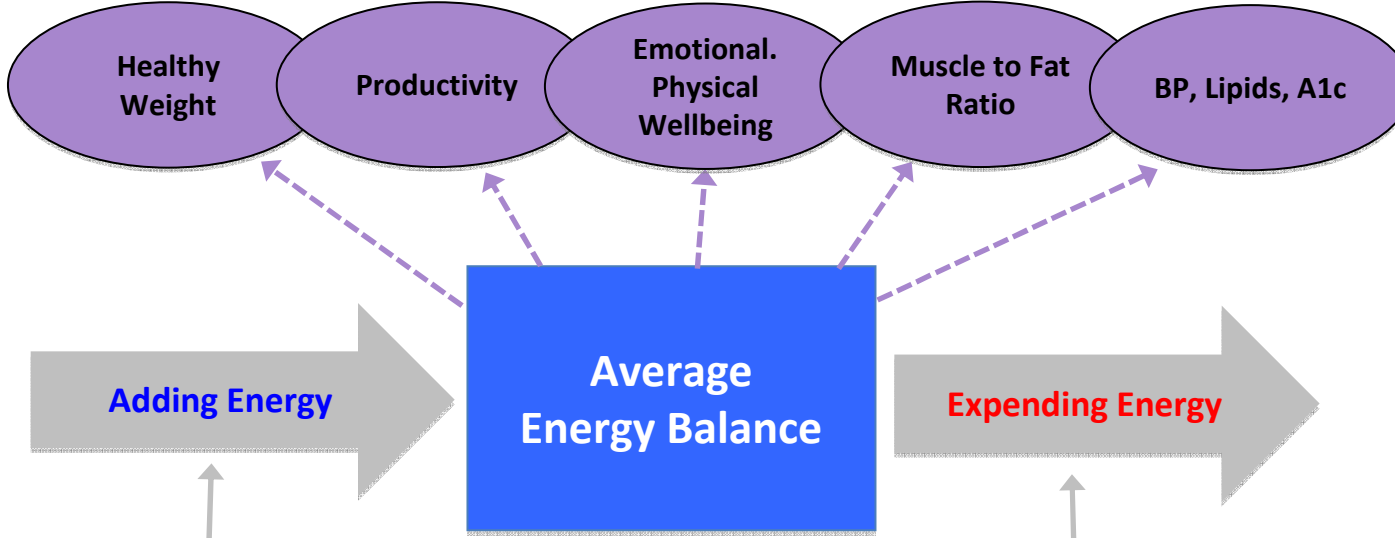 Healthy
Weight
Productivity
Emotional.
Physical
Wellbeing
Muscle to Fat
Ratio
BP, Lipids, A1c
Adding Energy
Average
Energy Balance
Expending Energy